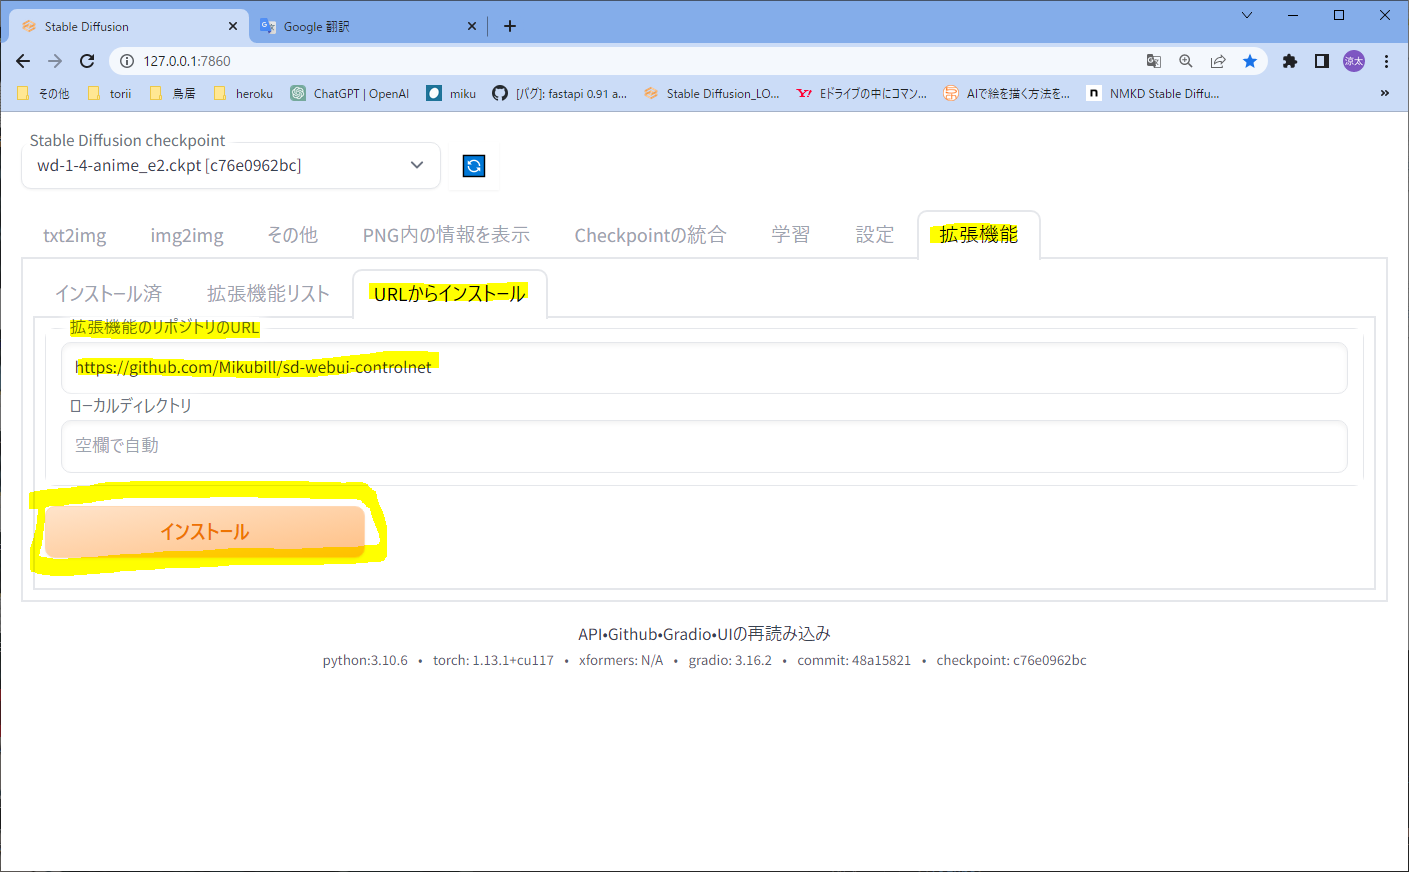 Stable Diffusion
Google 翻訳
127.0.0.1:7860
涼太
その他 torii 鳥居 heroku ChatGPT | OpenAI miku [バグ]: fastapi 0.91 a... Stable Diffusion_LO... Eドライブの中にコマン... AIで絵を描く方法を... NMKD Stable Diffu... »
Stable Diffusion checkpoint
wd-1-4-anime_e2.ckpt [c76e0962bc]
txt2img img2img その他 PNG内の情報を表示 Checkpointの統合 学習 設定 拡張機能
インストール済 拡張機能リスト URLからインストール
拡張機能のリポジトリのURL
https://github.com/Mikubill/sd-webui-controlnet
ローカルディレクトリ
空欄で自動
インストール
API•Github•Gradio•UIの再読み込み
python:3.10.6 • torch: 1.13.1+cu117 • xformers: N/A • gradio: 3.16.2 • commit: 48a15821 • checkpoint: c76e0962bc